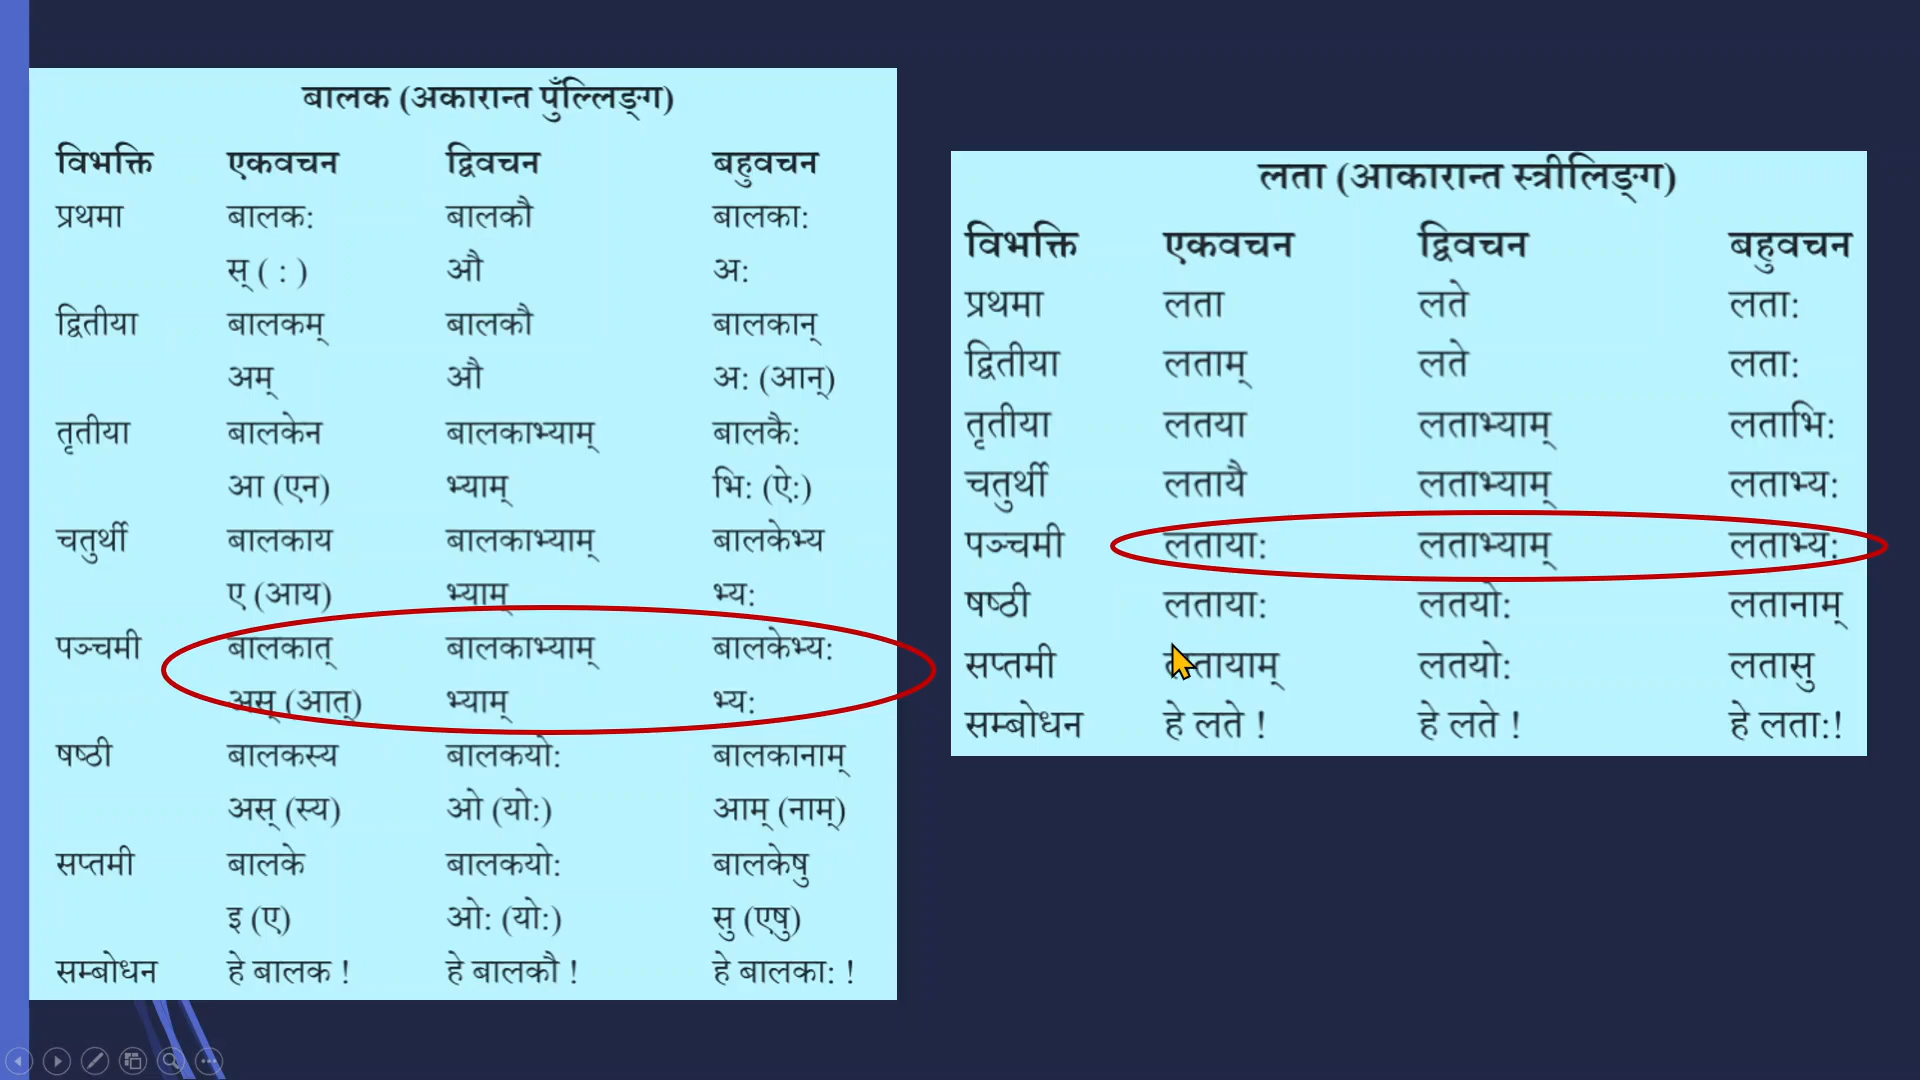 बालक (अकारान्त पुँल्लिङ्ग)
विभक्ति एकवचन द्विवचन बहुवचन
प्रथमा बालक: बालकौ बालका:
स् ( : ) औ अ:
द्वितीया बालकम् बालकौ बालकान्
अम् औ अ: (आन्)
तृतीया बालकेन बालकाभ्याम् बालकै:
आ (एन) भ्याम् भि: (ऐ:)
चतुर्थी बालकाय बालकाभ्याम् बालकेभ्य
ए (आय) भ्याम् भ्य:
पञ्चमी बालकात् बालकाभ्याम् बालकेभ्य:
अस् (आत्) भ्याम् भ्य:
षष्ठी बालकस्य बालकयो: बालकानाम्
अस् (स्य) ओ (यो:) आम् (नाम्)
सप्तमी बालके बालकयो: बालकेषु
इ (ए) ओ: (यो:) सु (एषु)
सम्बोधन हे बालक ! हे बालकौ ! हे बालका: !
लता (आकारान्त स्त्रीलिङ्ग)
विभक्ति एकवचन द्विवचन बहुवचन
प्रथमा लता लते लता:
द्वितीया लताम् लते लता:
तृतीया लतया लताभ्याम् लताभि:
चतुर्थी लतायै लताभ्याम् लताभ्य:
पञ्चमी लताया: लताभ्याम् लताभ्य:
षष्ठी लताया: लतयो: लतानाम्
सप्तमी लतायाम् लतयो: लतासु
सम्बोधन हे लते ! हे लते ! हे लता:!